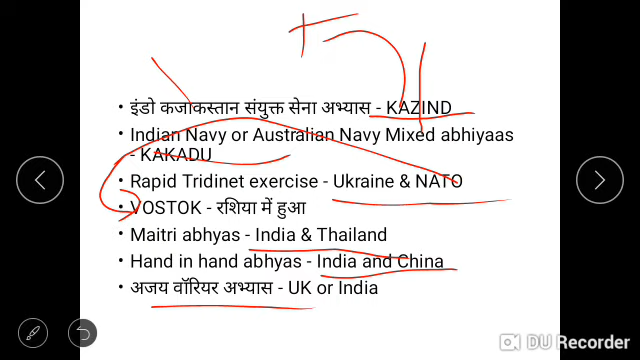 • इंडो कजाकस्तान संयुक्त सेना अभ्यास - KAZIND
• Indian Navy or Australian Navy Mixed abhiyaas
- KAKADU
• Rapid Tridinet exercise - Ukraine & NATO
• VOSTOK - रशिया में हुआ
• Maitri abhyas - India & Thailand
• Hand in hand abhyas - India and China
• अजय वॉरियर अभ्यास - UK or India
DU Recorder